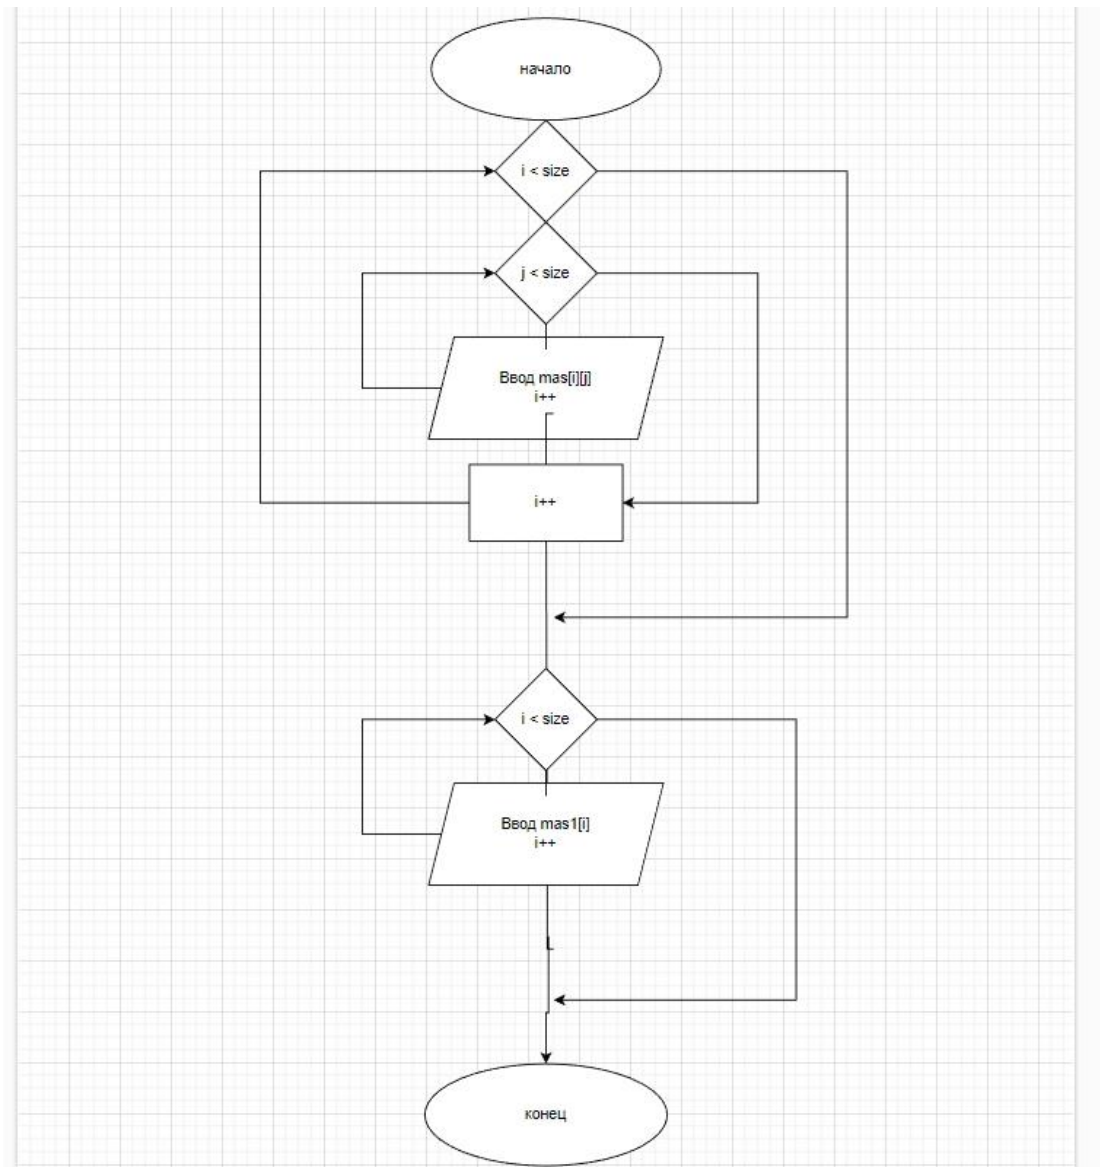 начало
i < size
j < size
Ввод mas[i][j]
i++
i++
i < size
Ввод mas1[i]
i++
конец